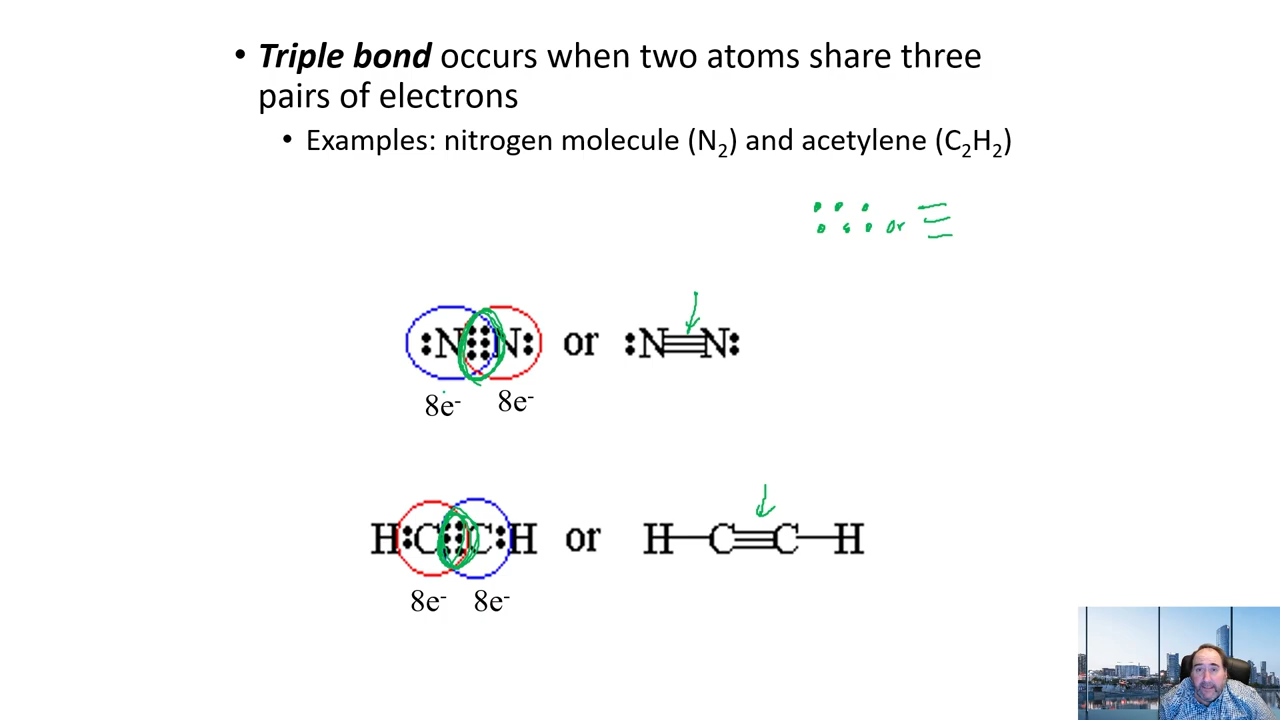 • Triple bond occurs when two atoms share three
pairs of electrons
• Examples: nitrogen molecule (N₂) and acetylene (C₂H₂)
or
:N::: N: or :N≡N:
8e⁻ 8e⁻
H:C:::C:H or H—C≡C—H
8e⁻ 8e⁻